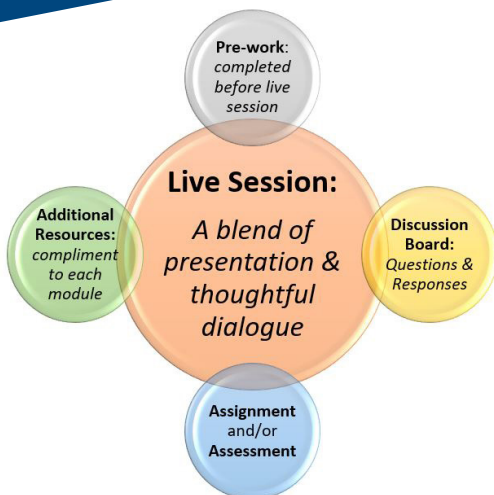 Pre-work:
completed
before live
session
Live Session:
A blend of
presentation &
thoughtful
dialogue
Additional
Resources:
compliment
to each
module
Discussion
Board:
Questions &
Responses
Assignment
and/or
Assessment